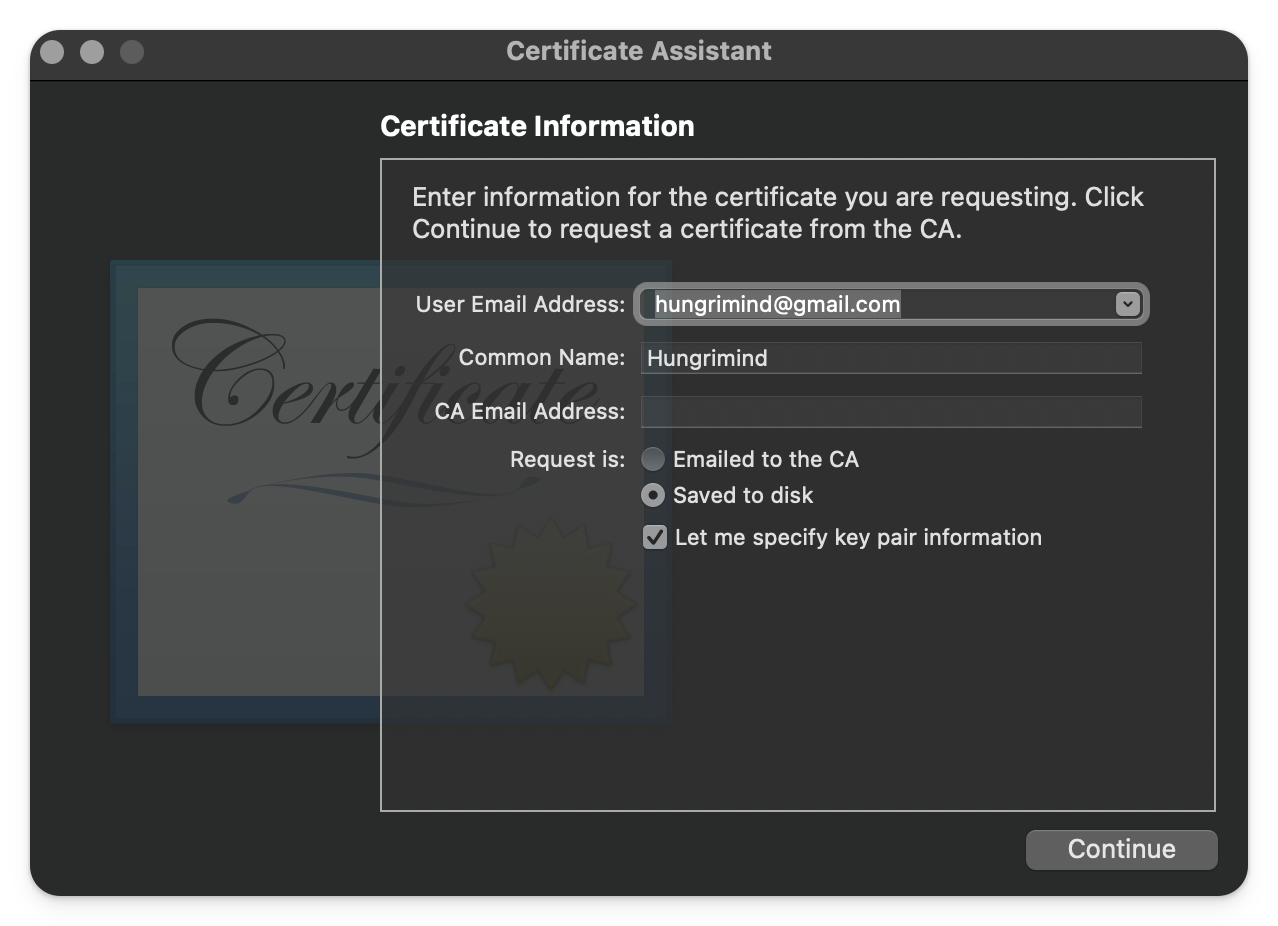 Certificate Assistant
Certificate Information
Enter information for the certificate you are requesting. Click
Continue to request a certificate from the CA.
User Email Address: hungrimind@gmail.com
Common Name: Hungrimind
CA Email Address:
Request is: Emailed to the CA
Saved to disk
Let me specify key pair information
Certificate
Continue